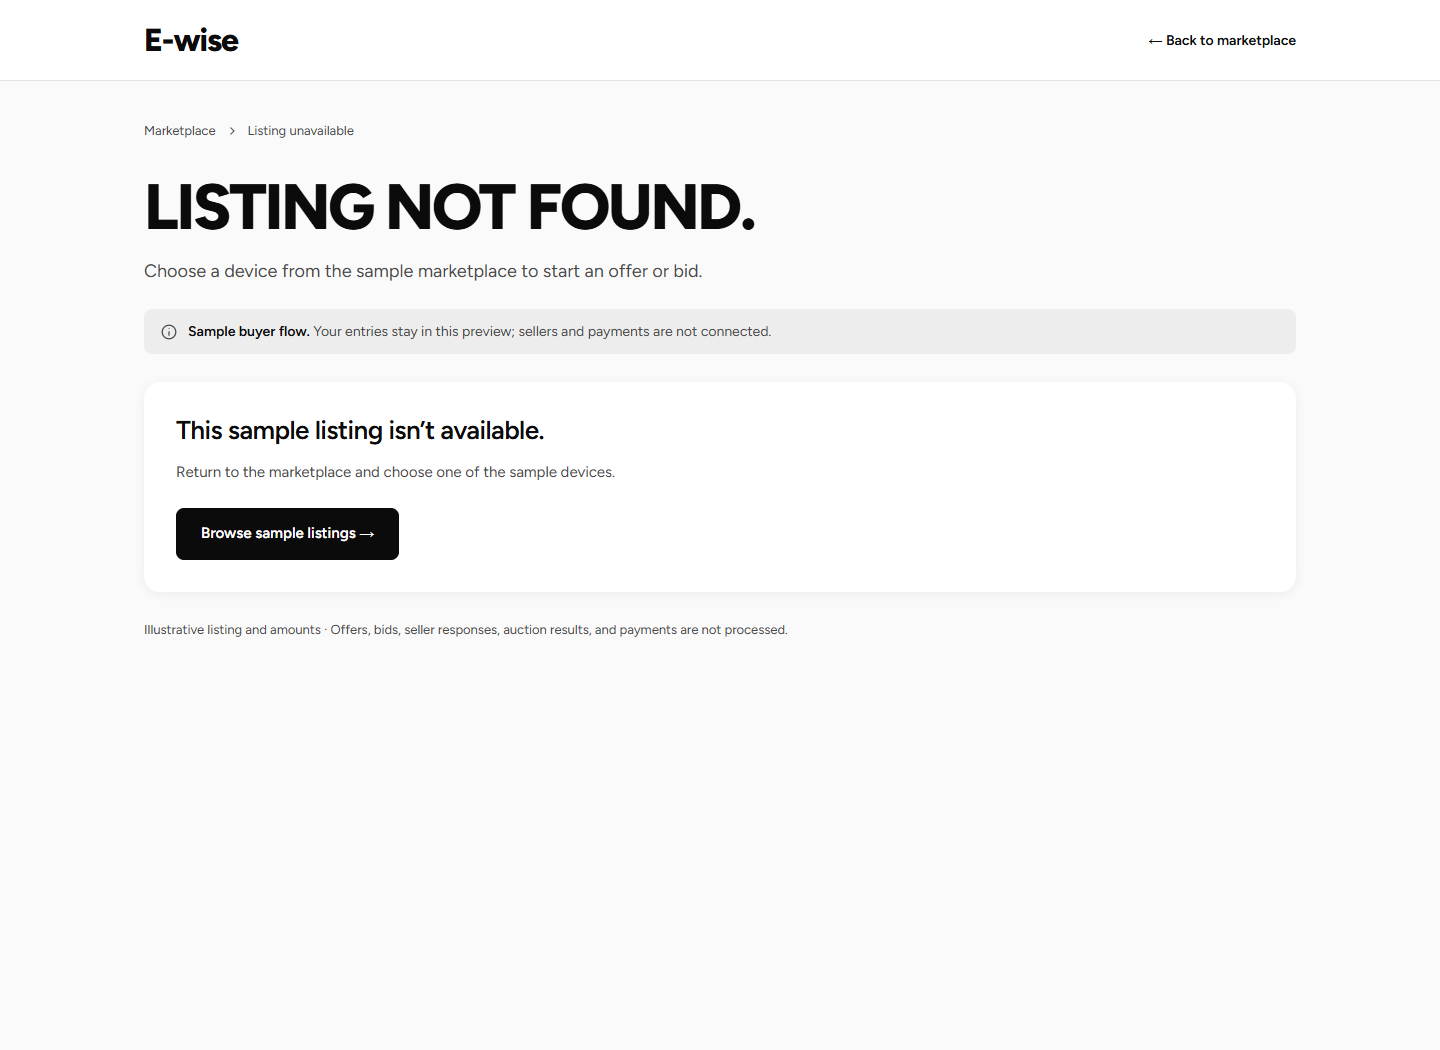 E-wise
← Back to marketplace
Marketplace > Listing unavailable
LISTING NOT FOUND.
Choose a device from the sample marketplace to start an offer or bid.
Sample buyer flow. Your entries stay in this preview; sellers and payments are not connected.
This sample listing isn’t available.
Return to the marketplace and choose one of the sample devices.
Browse sample listings →
Illustrative listing and amounts · Offers, bids, seller responses, auction results, and payments are not processed.